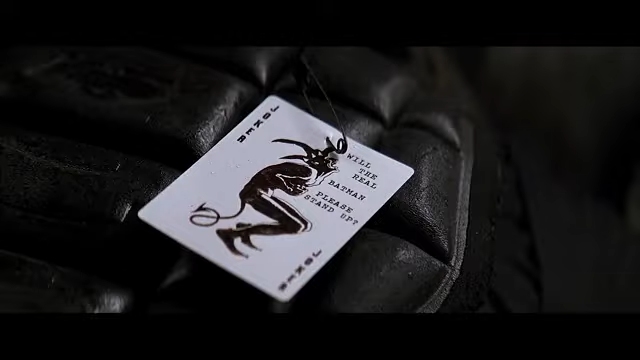 JOKER
WILL
THE
REAL
BATMAN
PLEASE
STAND UP?
JOKER